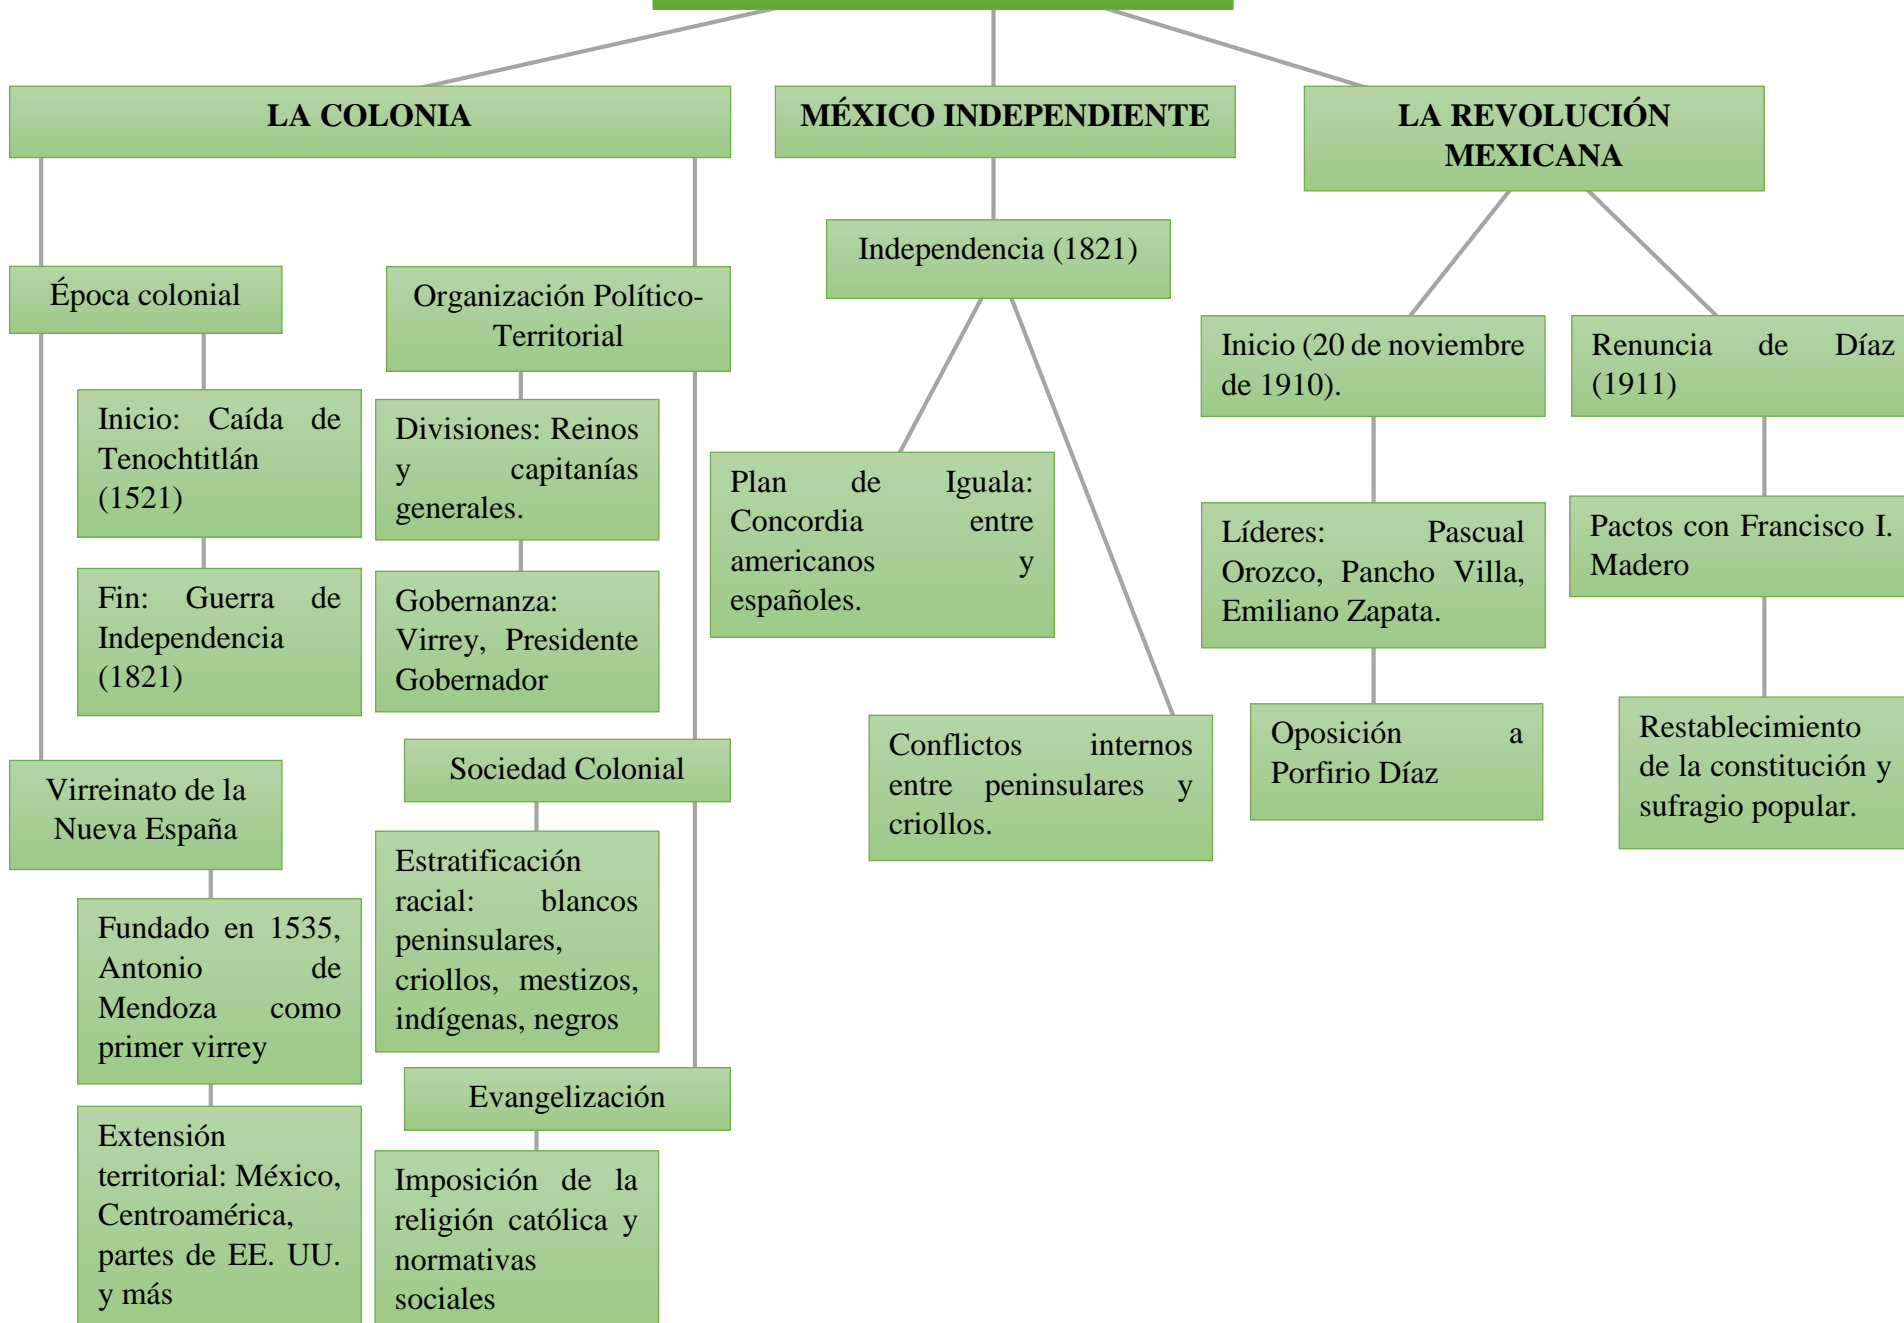 LA COLONIA
Época colonial
Inicio: Caída de
Tenochtitlán
(1521)
Fin: Guerra de
Independencia
(1821)
Virreinato de la
Nueva España
Fundado en 1535,
Antonio de
Mendoza como
primer virrey
Extensión
territorial: México,
Centroamérica,
partes de EE. UU.
y más
Organización Político-
Territorial
Divisiones: Reinos
y capitanías
generales.
Gobernanza:
Virrey, Presidente
Gobernador
Sociedad Colonial
Estratificación
racial: blancos
peninsulares,
criollos, mestizos,
indígenas, negros
Evangelización
Imposición de la
religión católica y
normativas
sociales
MÉXICO INDEPENDIENTE
Independencia (1821)
Plan de Iguala:
Concordia entre
americanos y
españoles.
Conflictos internos
entre peninsulares y
criollos.
LA REVOLUCIÓN
MEXICANA
Inicio (20 de noviembre
de 1910).
Líderes: Pascual
Orozco, Pancho Villa,
Emiliano Zapata.
Oposición a
Porfirio Díaz
Renuncia de Díaz
(1911)
Pactos con Francisco I.
Madero
Restablecimiento
de la constitución y
sufragio popular.